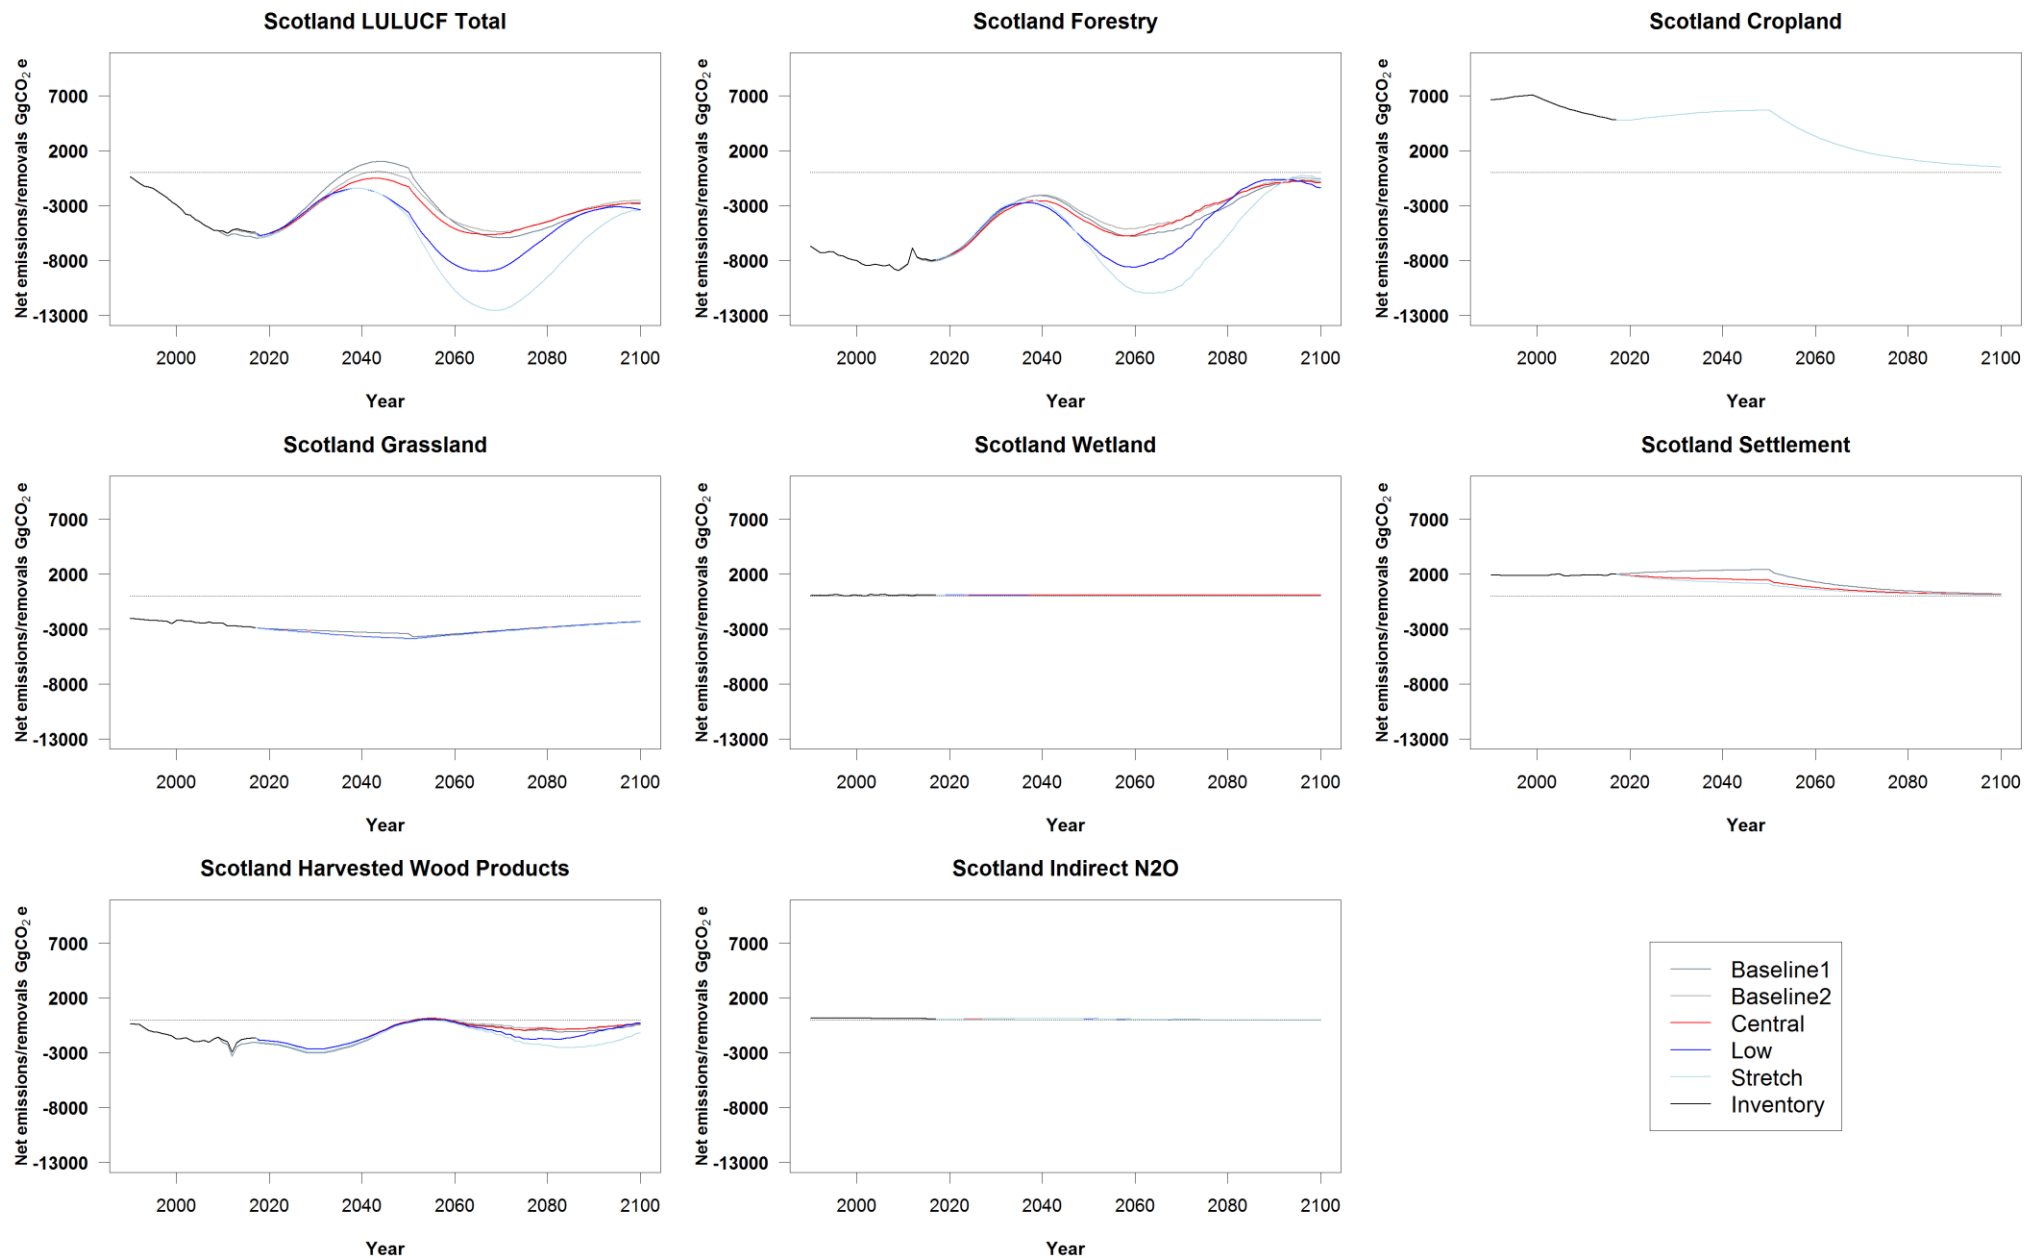 Scotland LULUCF Total
Net emissions/removals GgCO₂ e
7000
2000
-3000
-8000
-13000
2000 2020 2040 2060 2080 2100
Year
Scotland Forestry
Net emissions/removals GgCO₂ e
7000
2000
-3000
-8000
-13000
2000 2020 2040 2060 2080 2100
Year
Scotland Cropland
Net emissions/removals GgCO₂ e
7000
2000
-3000
-8000
-13000
2000 2020 2040 2060 2080 2100
Year
Scotland Grassland
Net emissions/removals GgCO₂ e
7000
2000
-3000
-8000
-13000
2000 2020 2040 2060 2080 2100
Year
Scotland Wetland
Net emissions/removals GgCO₂ e
7000
2000
-3000
-8000
-13000
2000 2020 2040 2060 2080 2100
Year
Scotland Settlement
Net emissions/removals GgCO₂ e
7000
2000
-3000
-8000
-13000
2000 2020 2040 2060 2080 2100
Year
Scotland Harvested Wood Products
Net emissions/removals GgCO₂ e
7000
2000
-3000
-8000
-13000
2000 2020 2040 2060 2080 2100
Year
Scotland Indirect N2O
Net emissions/removals GgCO₂ e
7000
2000
-3000
-8000
-13000
2000 2020 2040 2060 2080 2100
Year
Baseline1
Baseline2
Central
Low
Stretch
Inventory